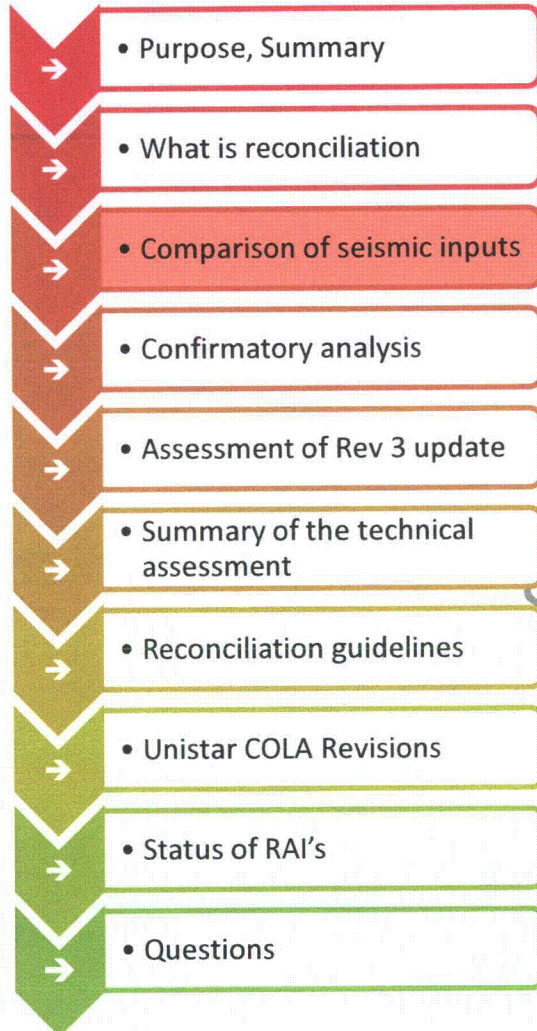 → • Purpose, Summary
→ • What is reconciliation
→ • Comparison of seismic inputs
→ • Confirmatory analysis
→ • Assessment of Rev 3 update
→ • Summary of the technical
assessment
→ • Reconciliation guidelines
→ • Unistar COLA Revisions
→ • Status of RAI’s
→ • Questions